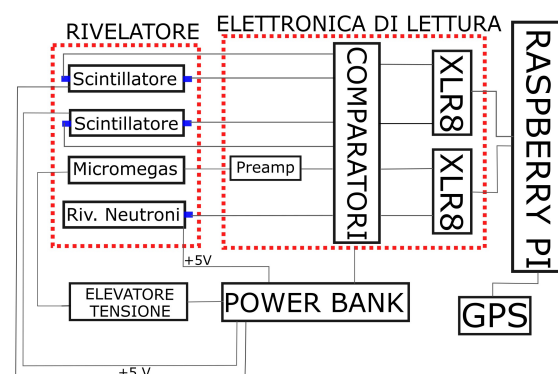 RIVELATORE
ELETTRONICA DI LETTURA
Scintillatore
Scintillatore
Micromegas
Riv. Neutroni
Preamp
COMPARATORI
XLR8
XLR8
RASPBERRY PI
+5V
ELEVATORE
TENSIONE
POWER BANK
GPS
+5 V